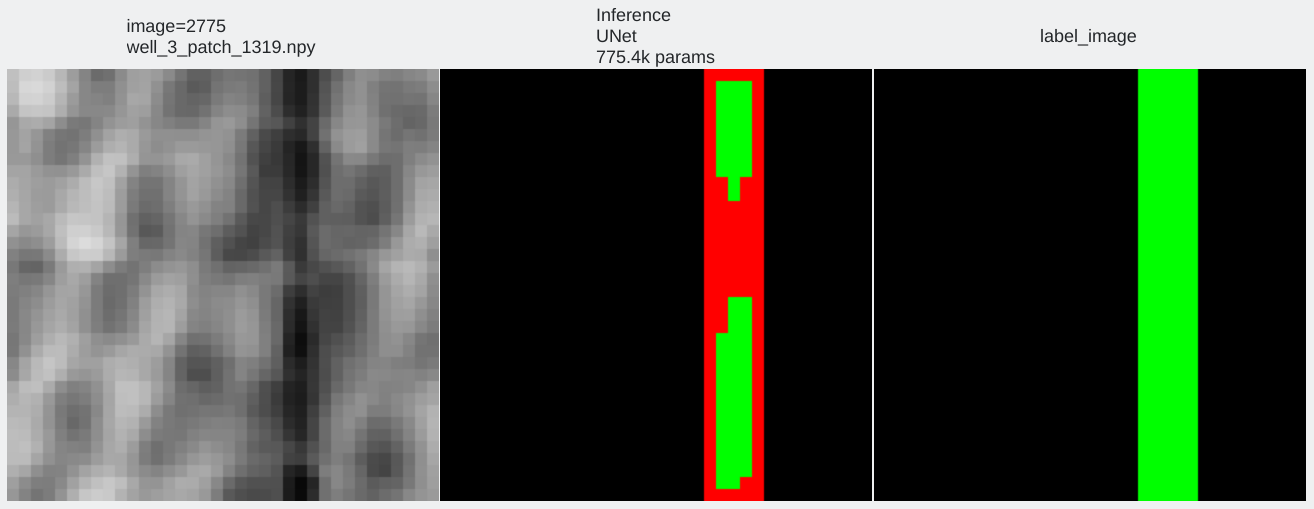 image=2775
well_3_patch_1319.npy
Inference
UNet
775.4k params
label_image